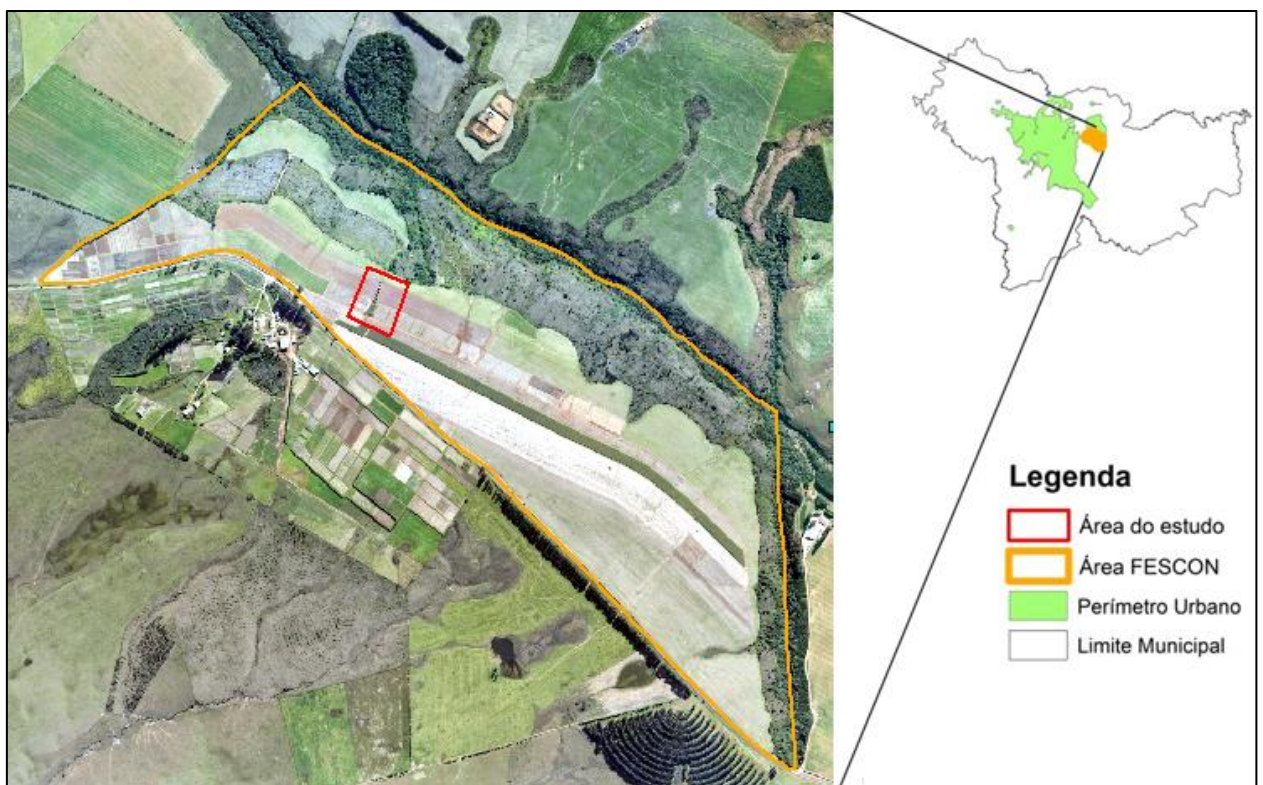 Legenda
Área do estudo
Área FESCON
Perímetro Urbano
Limite Municipal